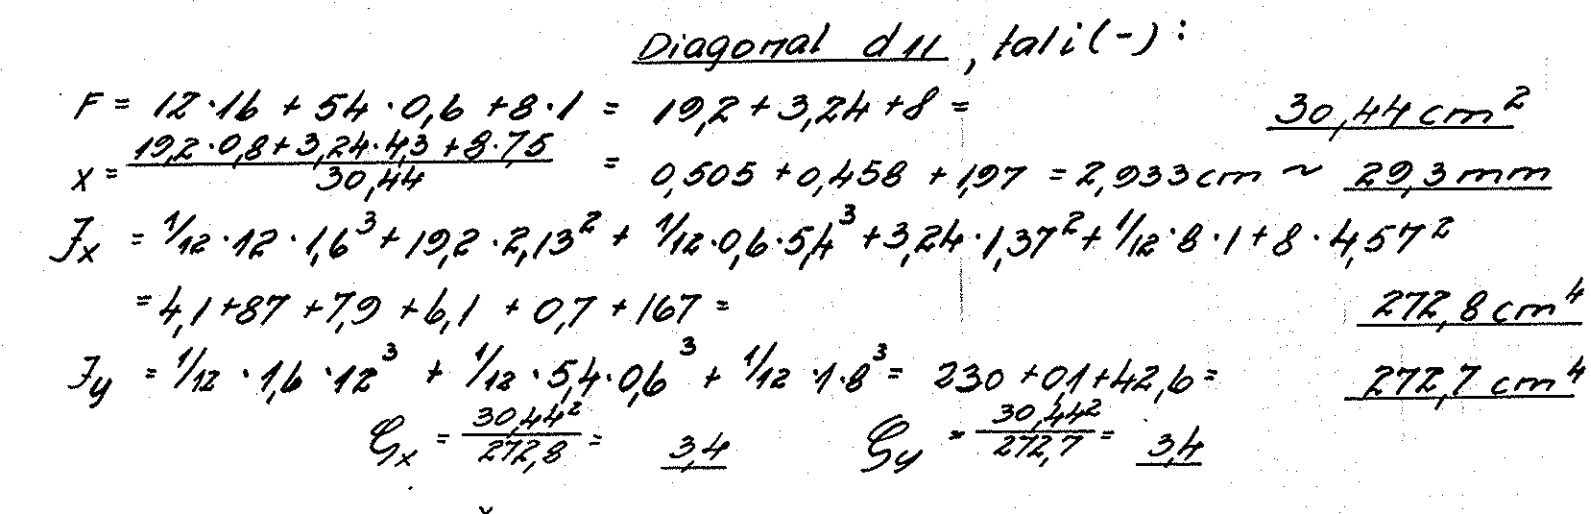 Diagonal d 11, tali (-) :
F = 12 · 16 + 54 · 0,6 + 8 · 1 = 19,2 + 3,24 + 8 = 30,44 cm²
x = (19,2 · 0,8 + 3,24 · 4,3 + 8 · 7,5) / 30,44 = 0,505 + 0,458 + 1,97 = 2,933 cm ~ 29,3 mm
Jx = 1/12 · 12 · 1,6³ + 19,2 · 2,13² + 1/12 · 0,6 · 5,4³ + 3,24 · 1,37² + 1/12 · 8 · 1 + 8 · 4,57²
= 4,1 + 87 + 7,9 + 6,1 + 0,7 + 167 = 272,8 cm⁴
Jy = 1/12 · 1,6 · 12³ + 1/12 · 5,4 · 0,6³ + 1/12 · 1 · 8³ = 230 + 0,1 + 42,6 = 272,7 cm⁴
φx = 30,44² / 272,8 = 3,4 φy = 30,44² / 272,7 = 3,4